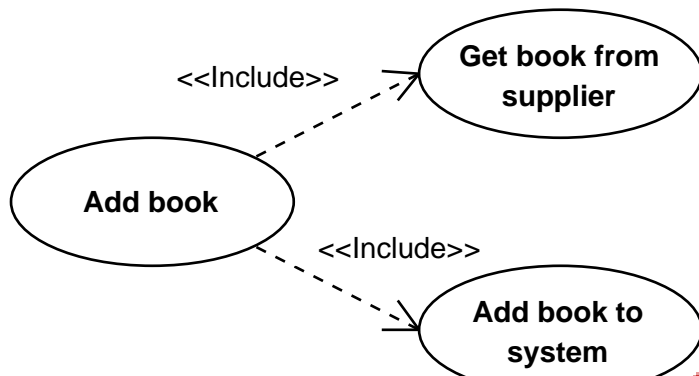 Get book from
supplier
<<Include>>
Add book
<<Include>>
Add book to
system